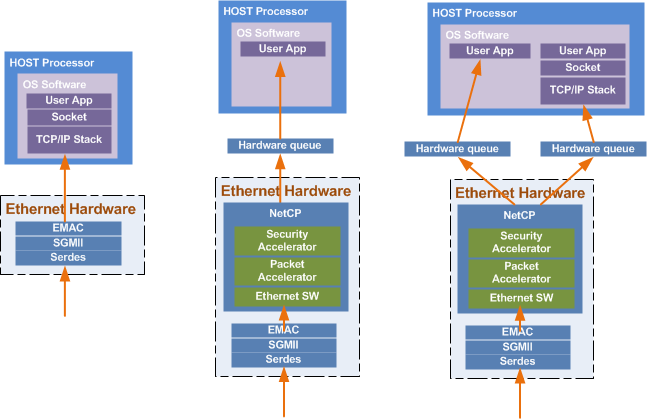 HOST Processor
OS Software
User App
Socket
TCP/IP Stack
Ethernet Hardware
EMAC
SGMII
Serdes
HOST Processor
OS Software
User App
Hardware queue
Ethernet Hardware
NetCP
Security
Accelerator
Packet
Accelerator
Ethernet SW
EMAC
SGMII
Serdes
HOST Processor
OS Software
User App
User App
Socket
TCP/IP Stack
Hardware queue
Hardware queue
Ethernet Hardware
NetCP
Security
Accelerator
Packet
Accelerator
Ethernet SW
EMAC
SGMII
Serdes